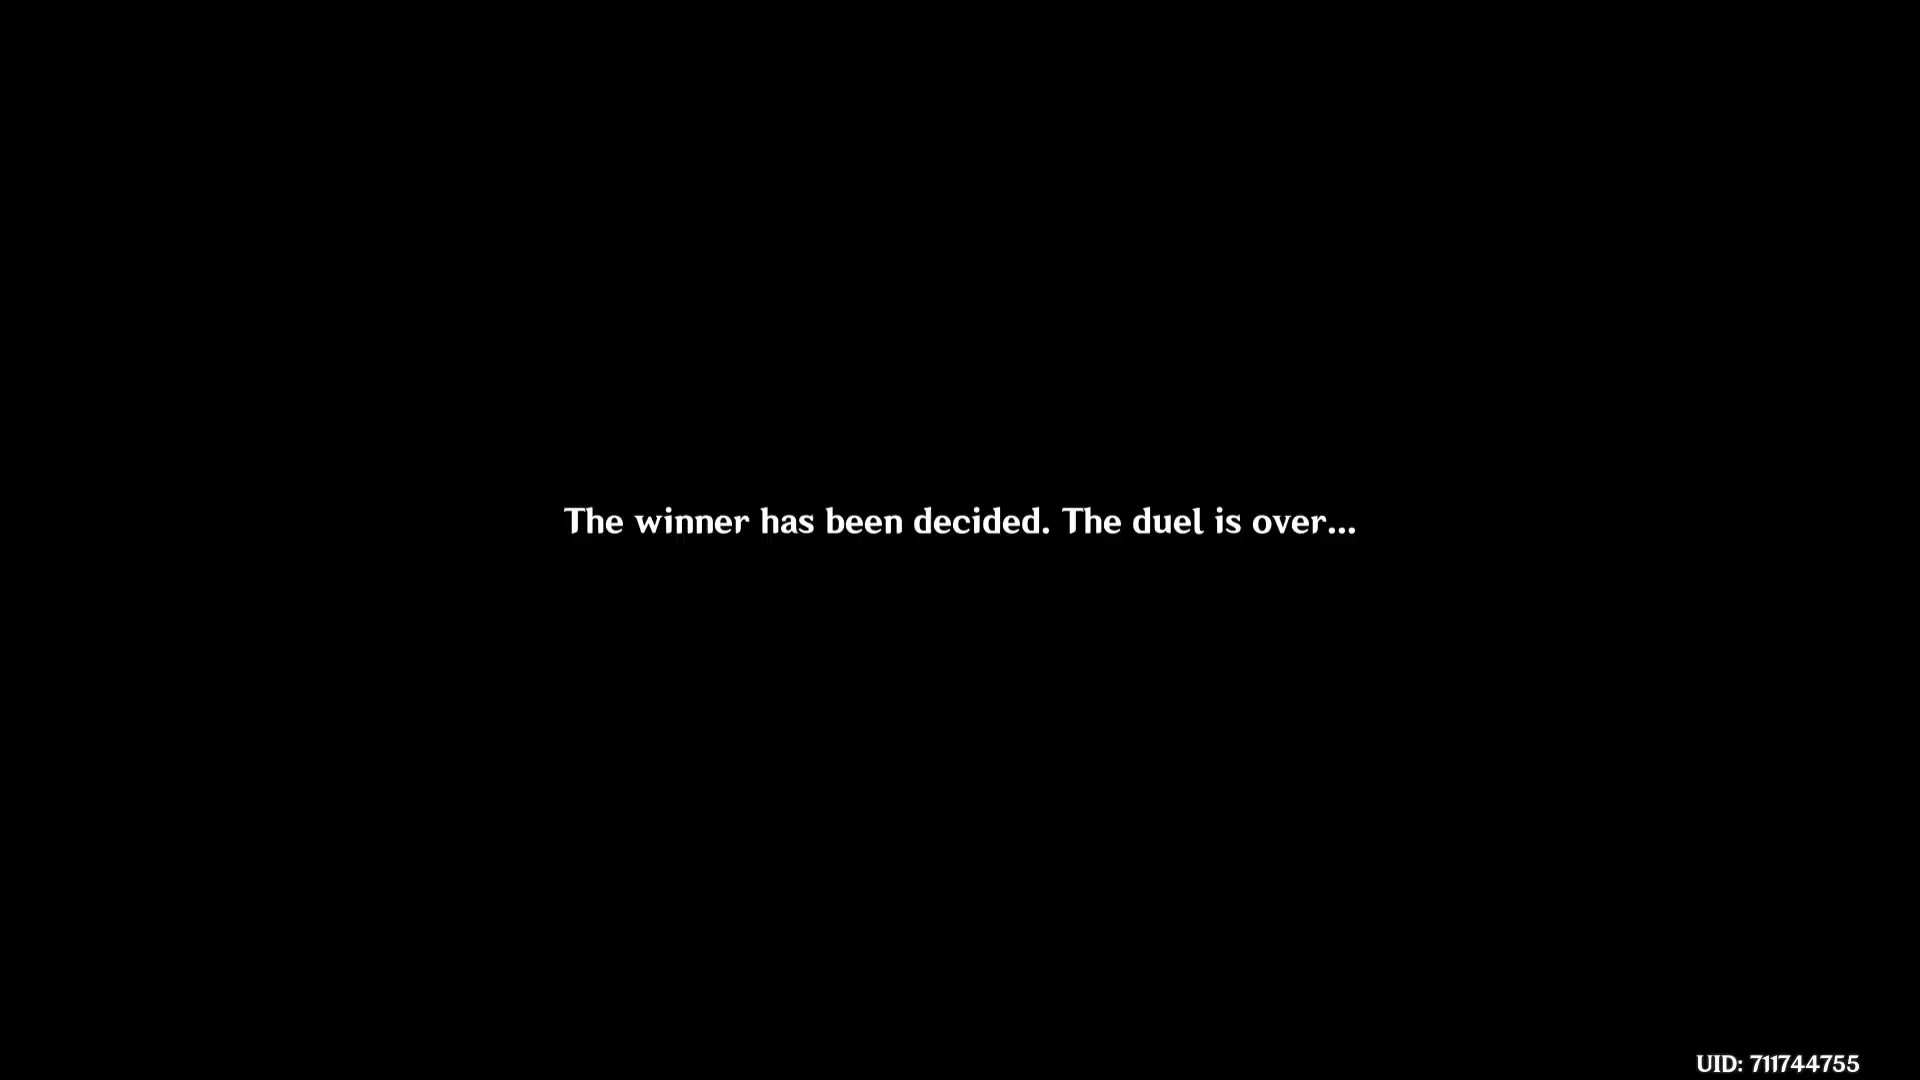 The winner has been decided. The duel is over...
UID: 711744755